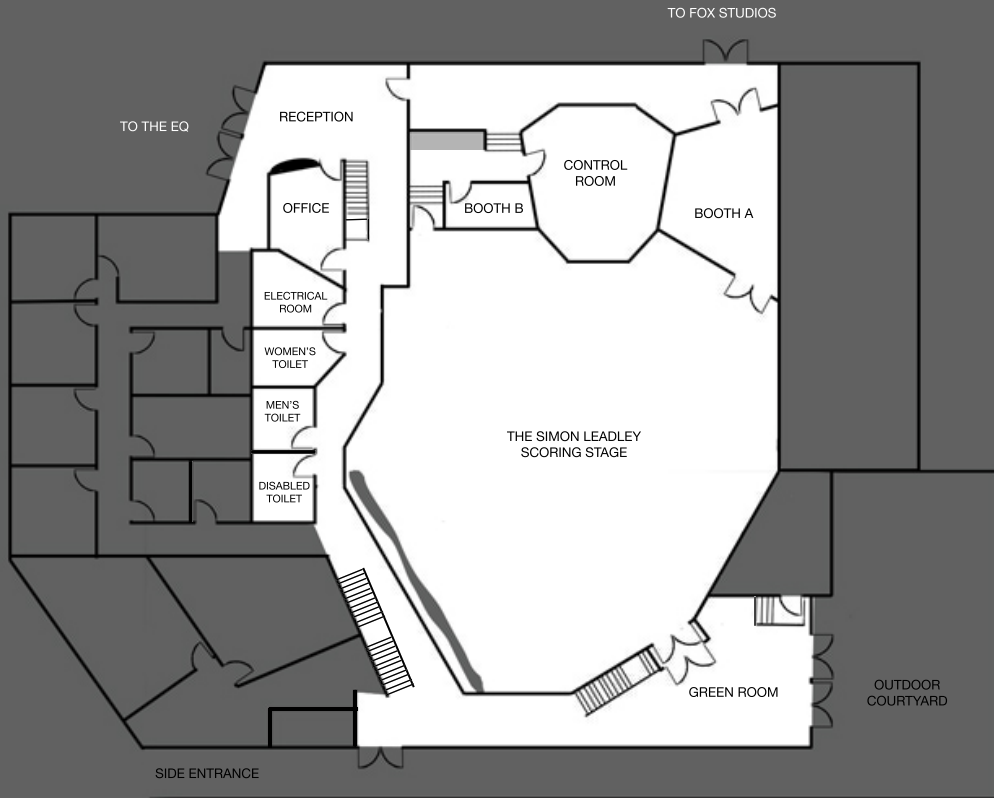 TO FOX STUDIOS
RECEPTION
TO THE EQ
CONTROL
ROOM
OFFICE
BOOTH B
BOOTH A
ELECTRICAL
ROOM
WOMEN'S
TOILET
MEN'S
TOILET
THE SIMON LEADLEY
SCORING STAGE
DISABLED
TOILET
GREEN ROOM
OUTDOOR
COURTYARD
SIDE ENTRANCE